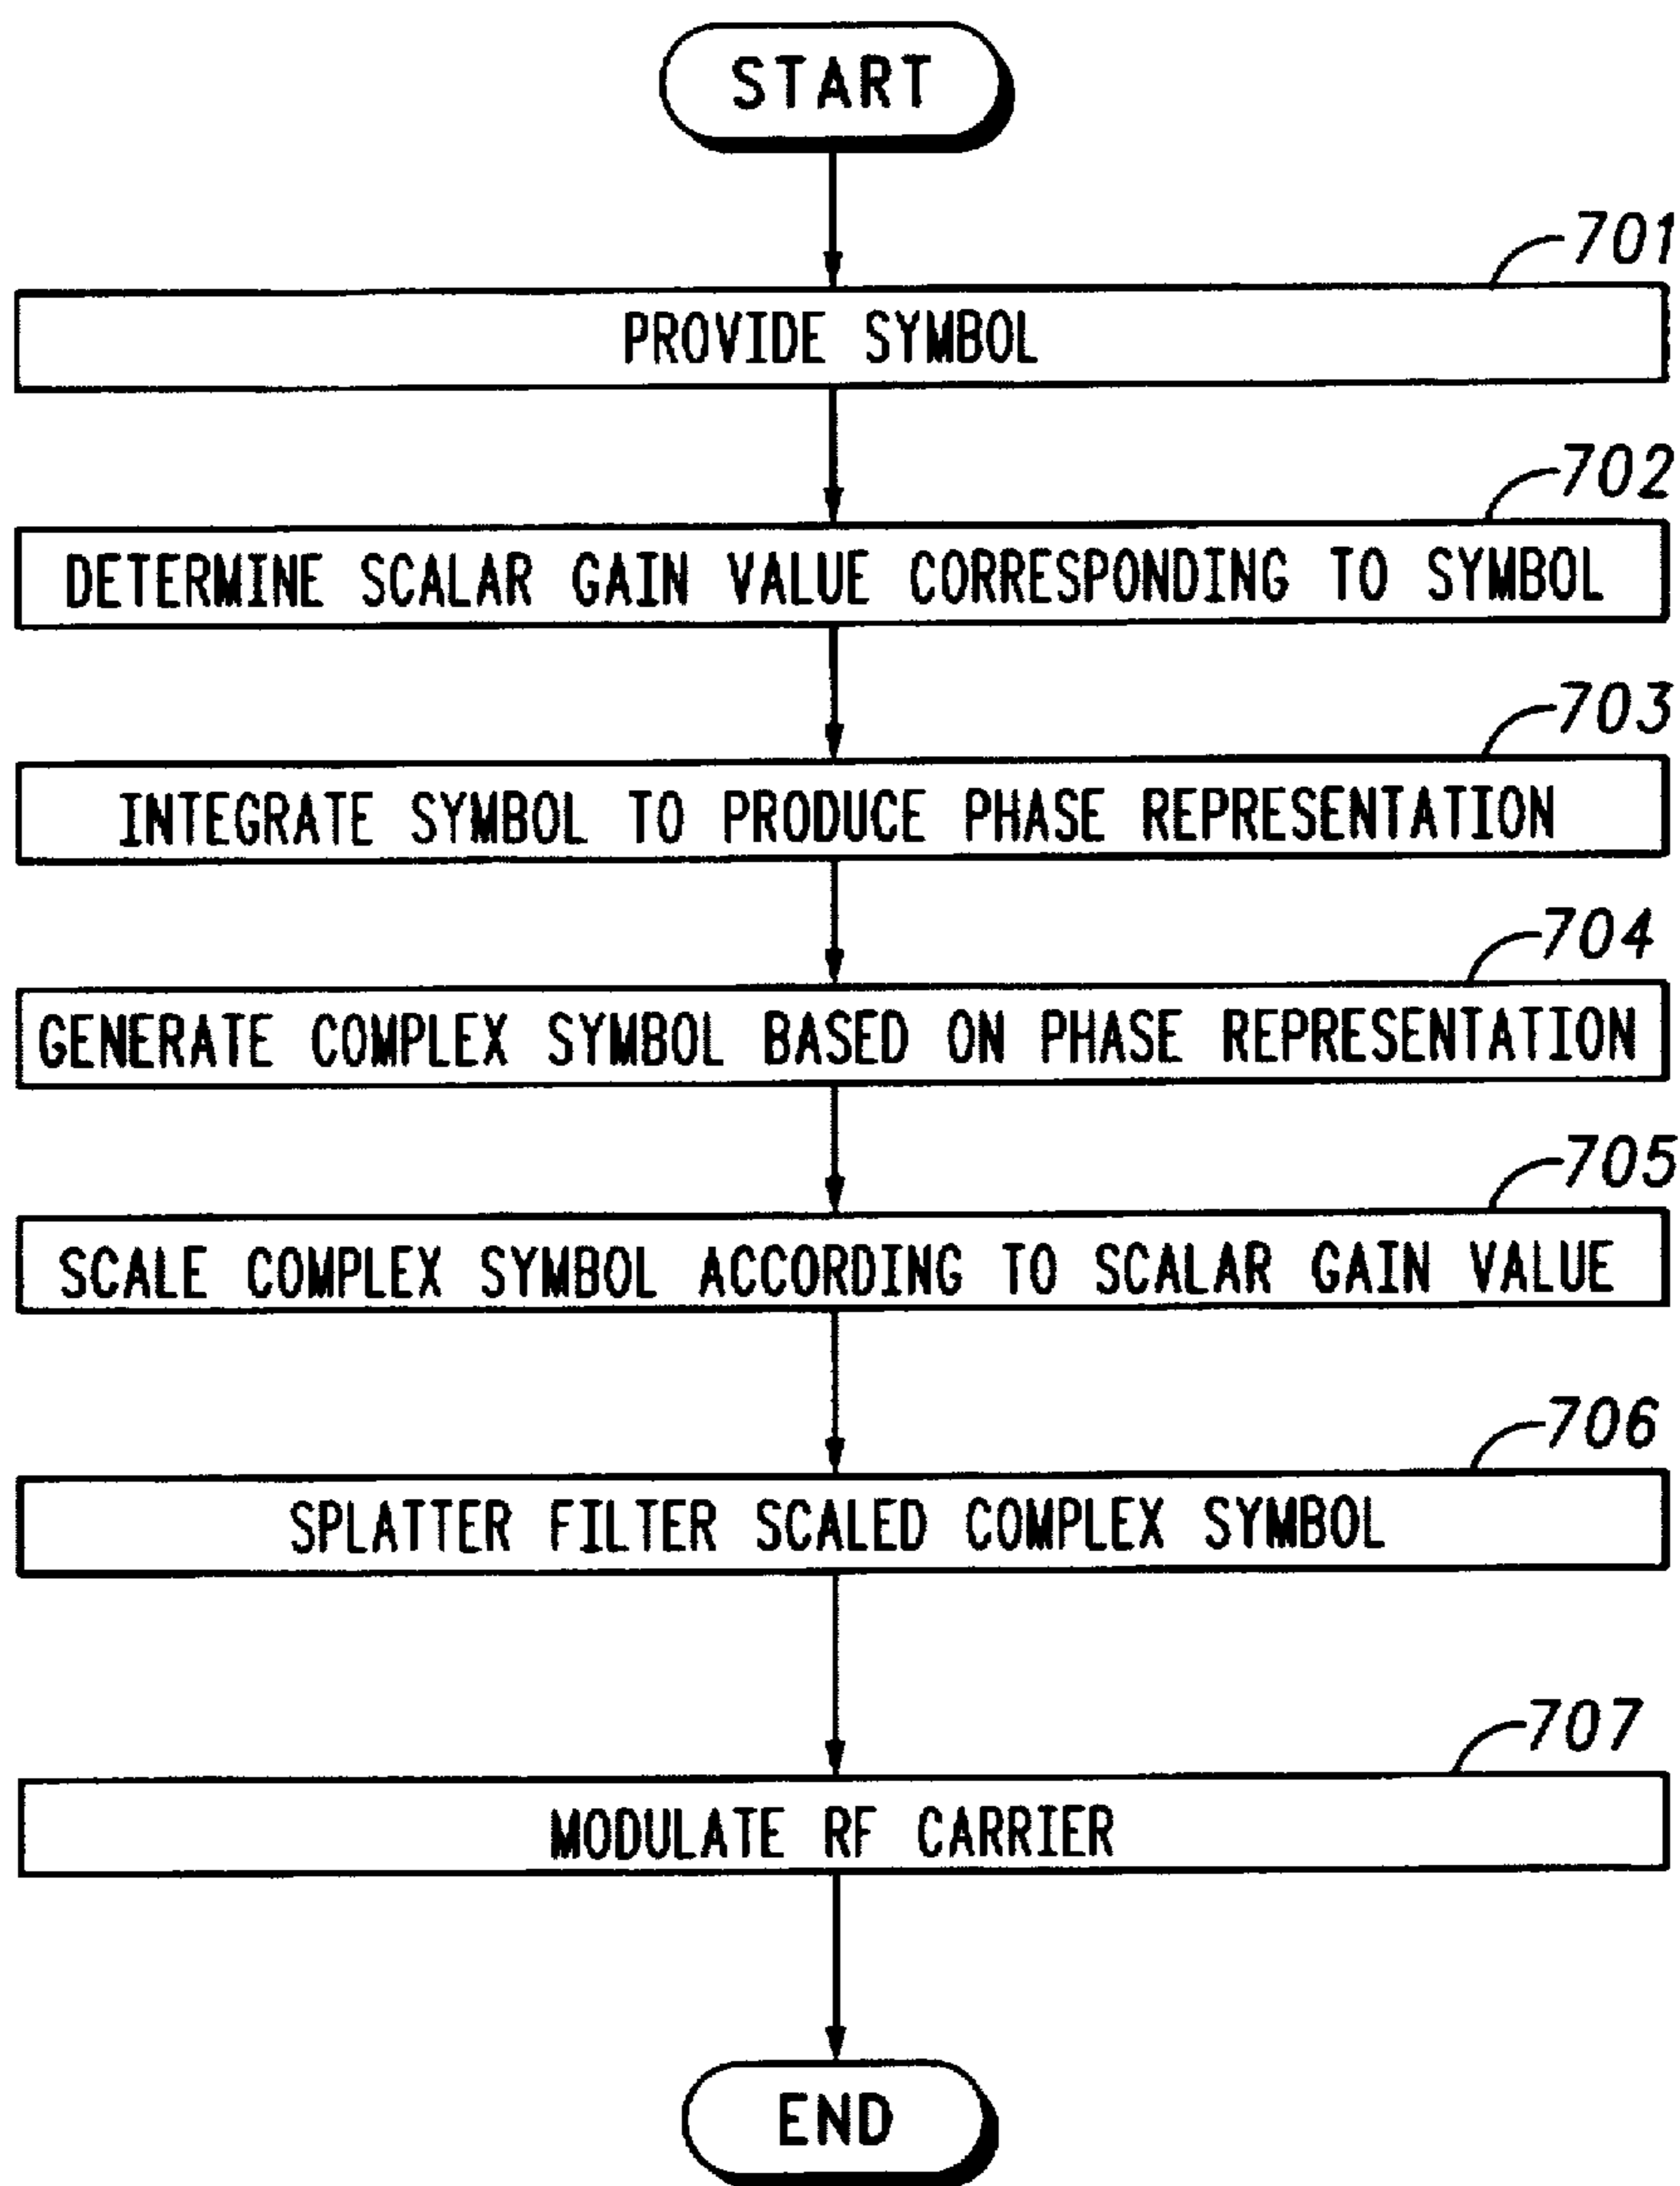 START
701
PROVIDE SYMBOL
702
DETERMINE SCALAR GAIN VALUE CORRESPONDING TO SYMBOL
703
INTEGRATE SYMBOL TO PRODUCE PHASE REPRESENTATION
704
GENERATE COMPLEX SYMBOL BASED ON PHASE REPRESENTATION
705
SCALE COMPLEX SYMBOL ACCORDING TO SCALAR GAIN VALUE
706
SPLATTER FILTER SCALED COMPLEX SYMBOL
707
MODULATE RF CARRIER
END